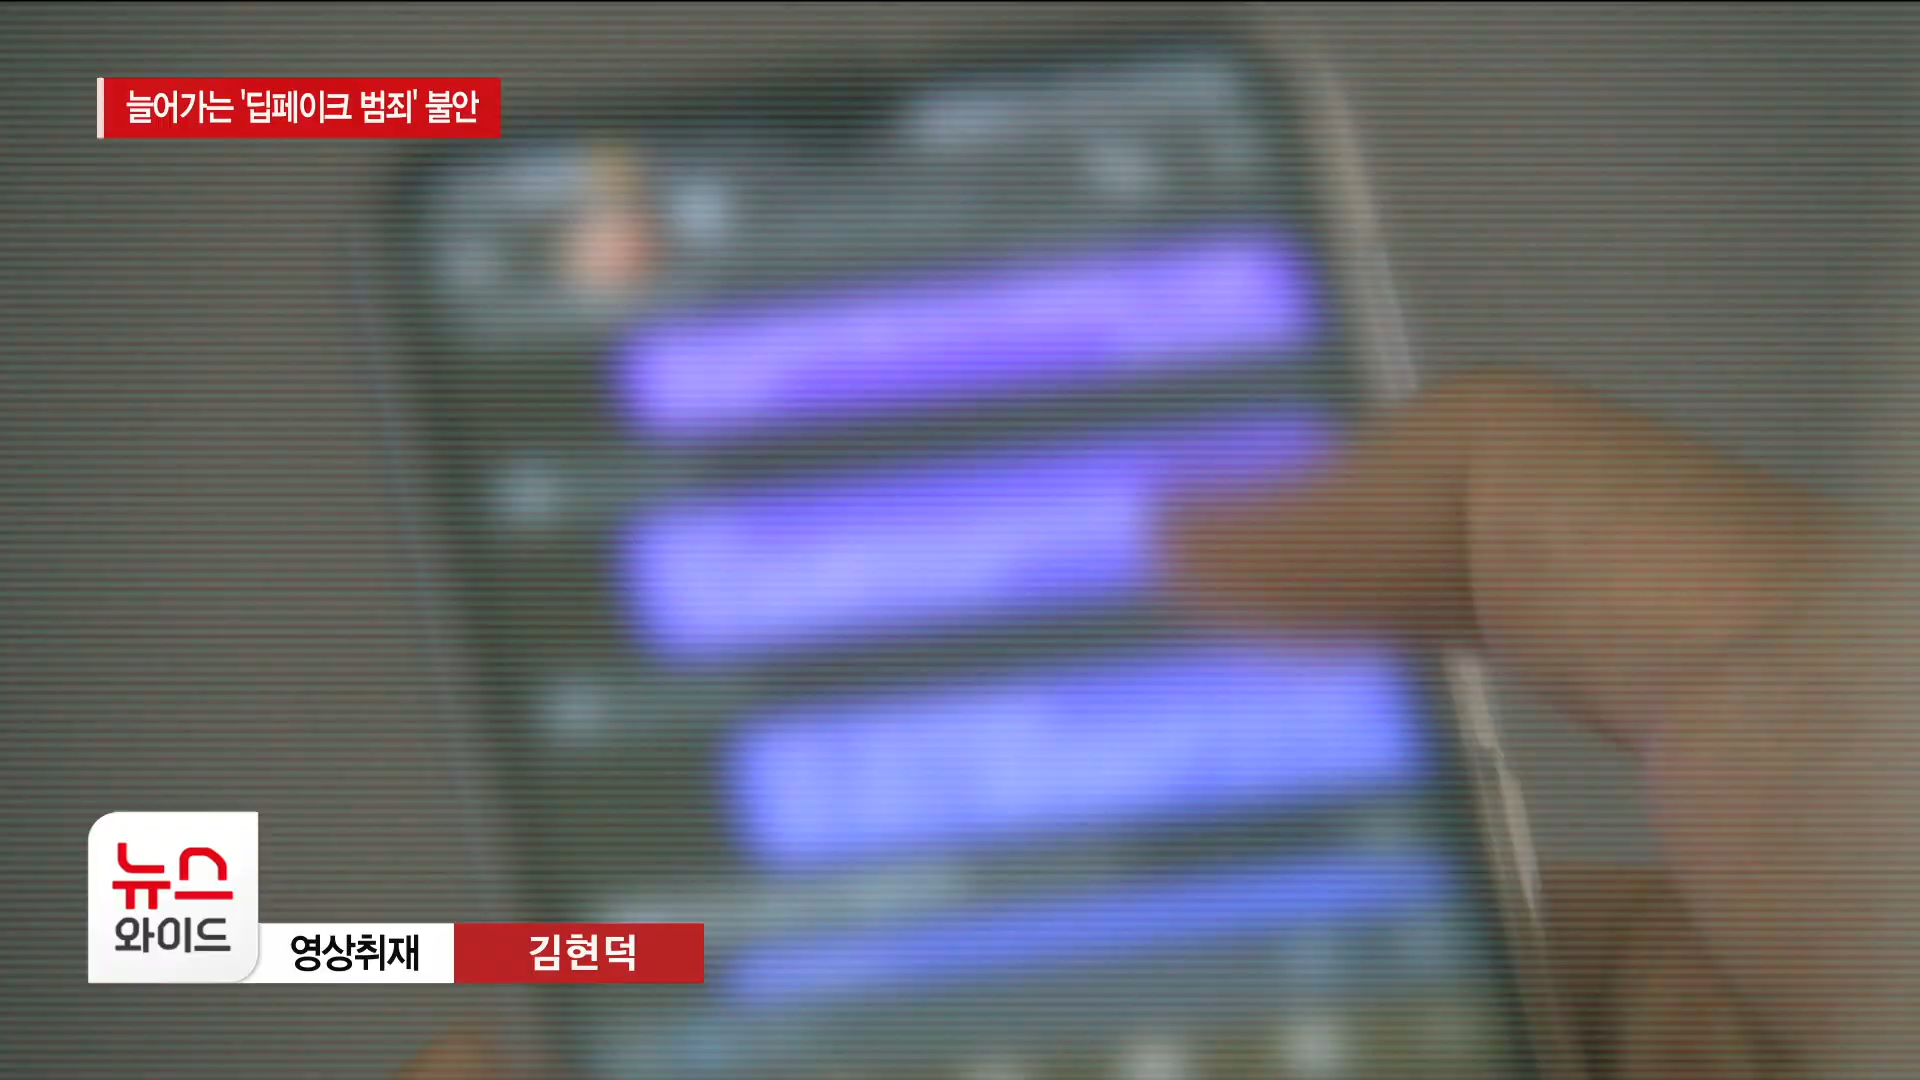 늘어가는 '딥페이크 범죄' 불안
뉴스
와이드
영상취재 김현덕